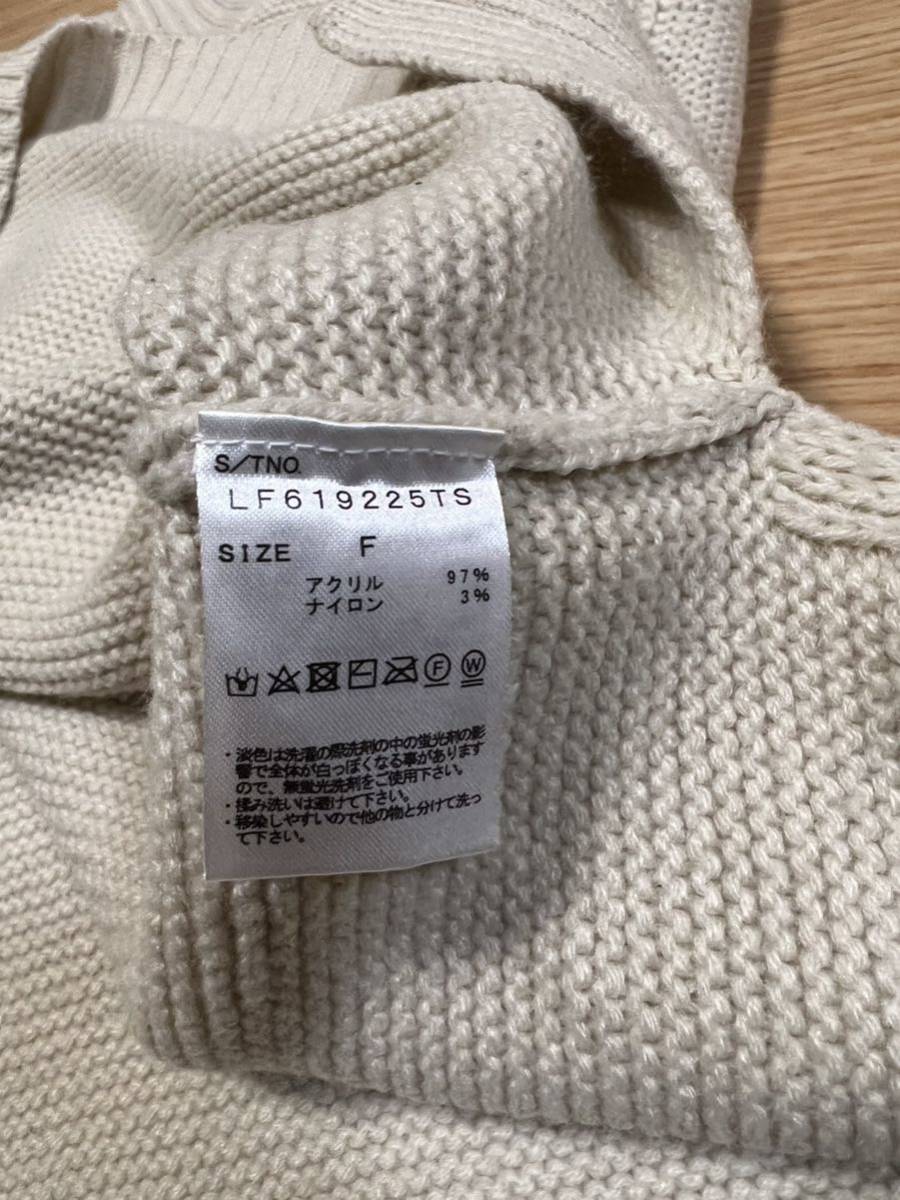 S/TNO.
LF619225TS
SIZE F
アクリル 97%
ナイロン 3%
F W
・淡色は洗濯の際洗剤の中の蛍光剤の影
響で全体が白っぽくなる事があります
ので、無蛍光洗剤をご使用下さい。
・揉み洗いは避けて下さい。
・移染しやすいので他の物と分けて洗っ
て下さい。